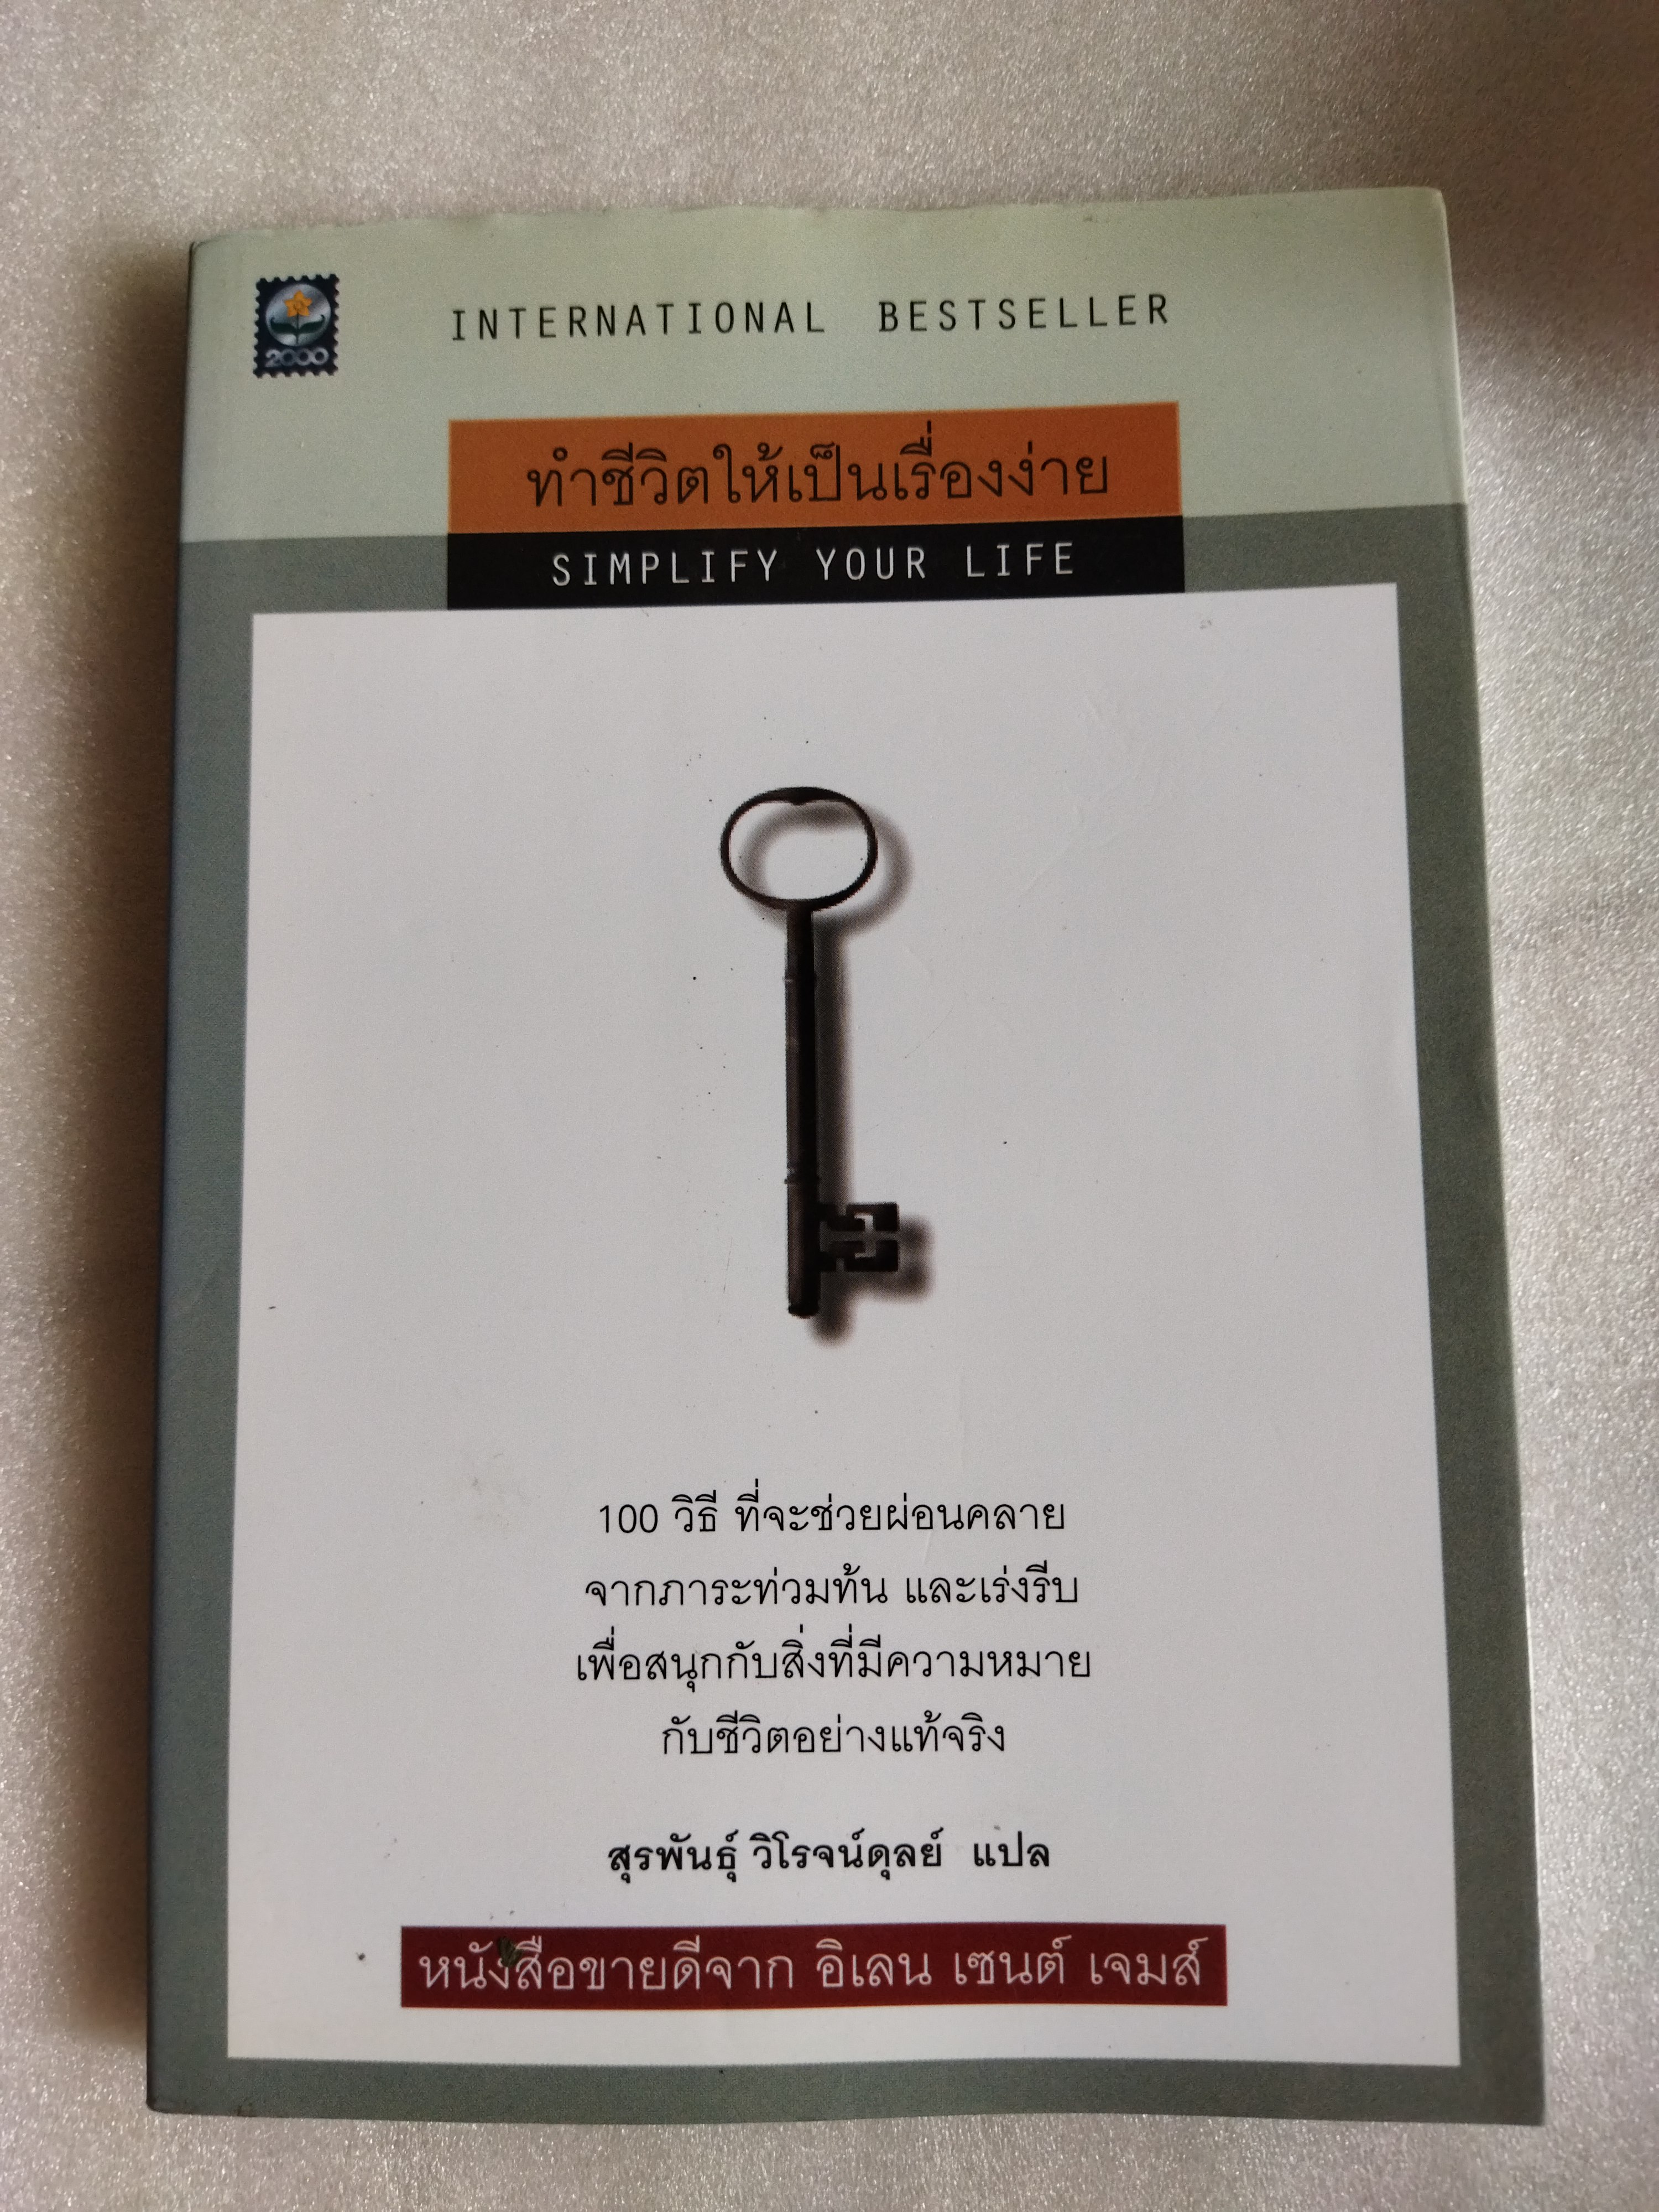 2000
INTERNATIONAL BESTSELLER
ทำชีวิตให้เป็นเรื่องง่าย
SIMPLIFY YOUR LIFE
100 วิธี ที่จะช่วยผ่อนคลาย
จากภาระท่วมท้น และเร่งรีบ
เพื่อสนุกกับสิ่งที่มีความหมาย
กับชีวิตอย่างแท้จริง
สุรพันธุ์ วิโรจน์ดุลย์ แปล
หนังสือขายดีจาก อิเลน เซนต์ เจมส์